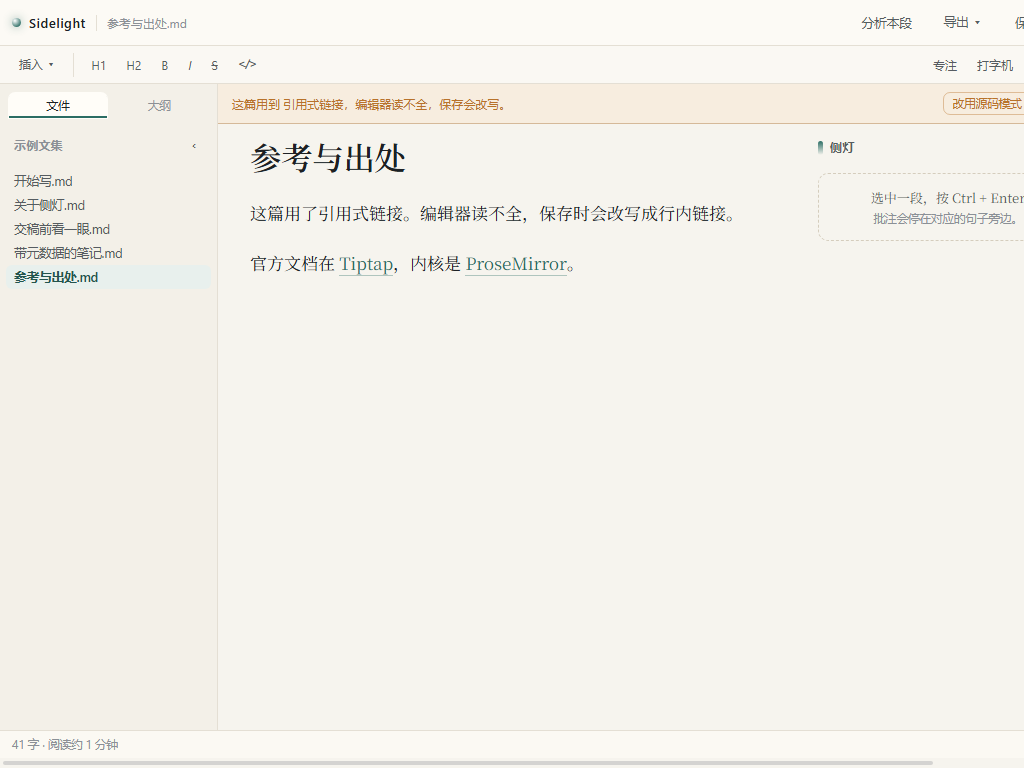 Sidelight 参考与出处.md 分析本段 导出
插入 H1 H2 B I S </> 专注 打字机
文件 大纲
这篇用到 引用式链接，编辑器读不全，保存会改写。 改用源码模式
示例文集
开始写.md
关于侧灯.md
交稿前看一眼.md
带元数据的笔记.md
参考与出处.md
参考与出处
这篇用了引用式链接。编辑器读不全，保存时会改写成行内链接。
官方文档在 Tiptap，内核是 ProseMirror。
侧灯
选中一段，按 Ctrl + Enter
批注会停在对应的句子旁边。
41 字 · 阅读约 1 分钟